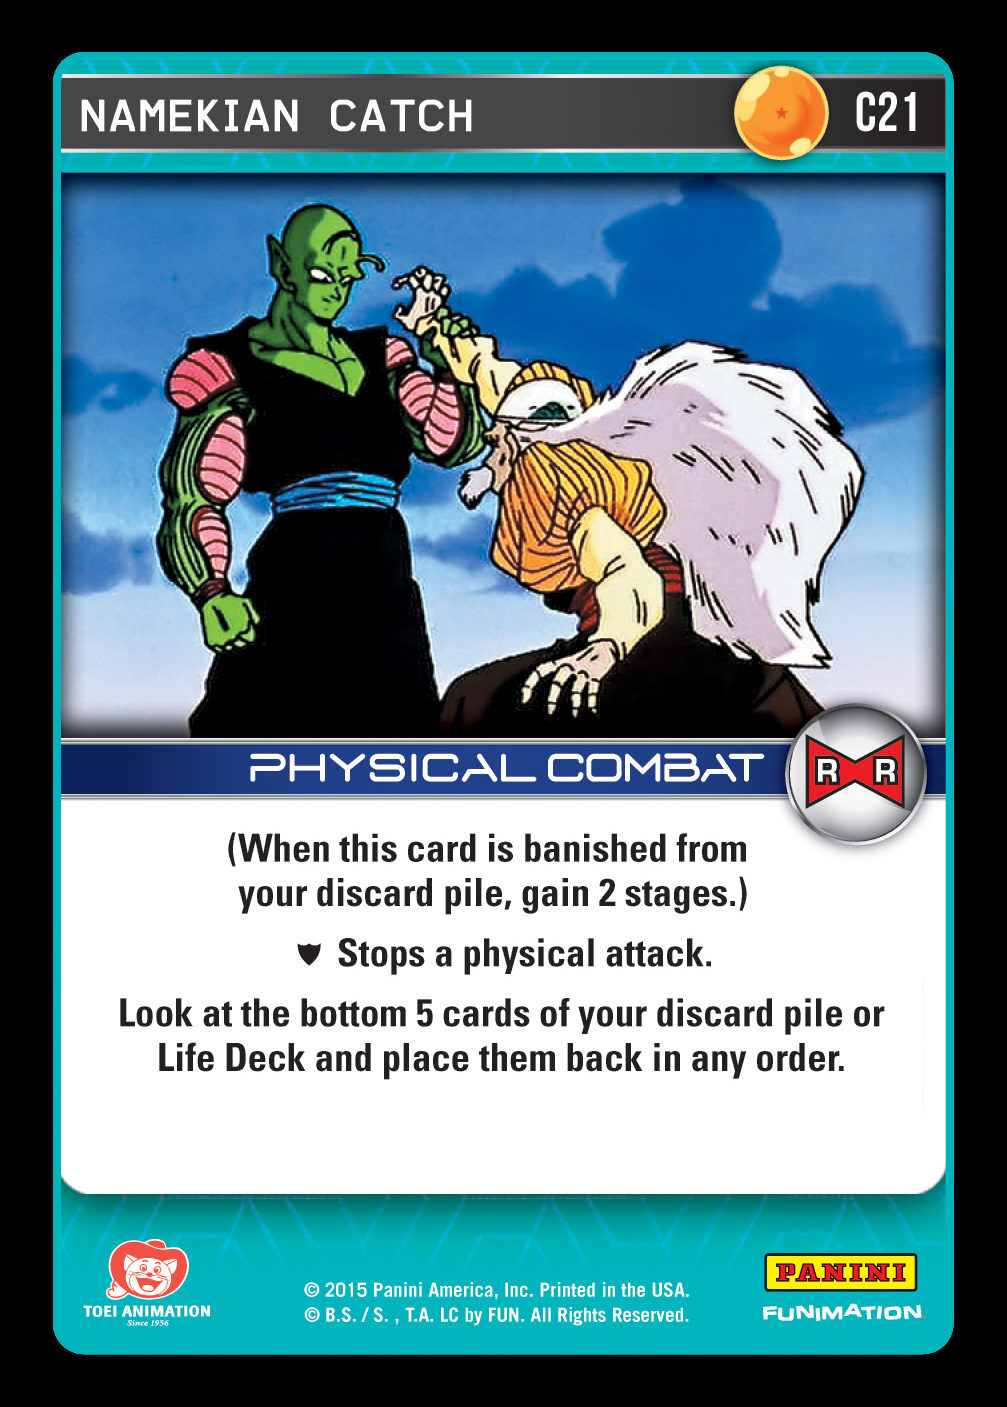 NAMEKIAN CATCH
C21
PHYSICAL COMBAT
R R
(When this card is banished from
your discard pile, gain 2 stages.)
Stops a physical attack.
Look at the bottom 5 cards of your discard pile or
Life Deck and place them back in any order.
TOEI ANIMATION
Since 1956
© 2015 Panini America, Inc. Printed in the USA.
© B.S. / S. , T.A. LC by FUN. All Rights Reserved.
PANINI
FUNIMATION